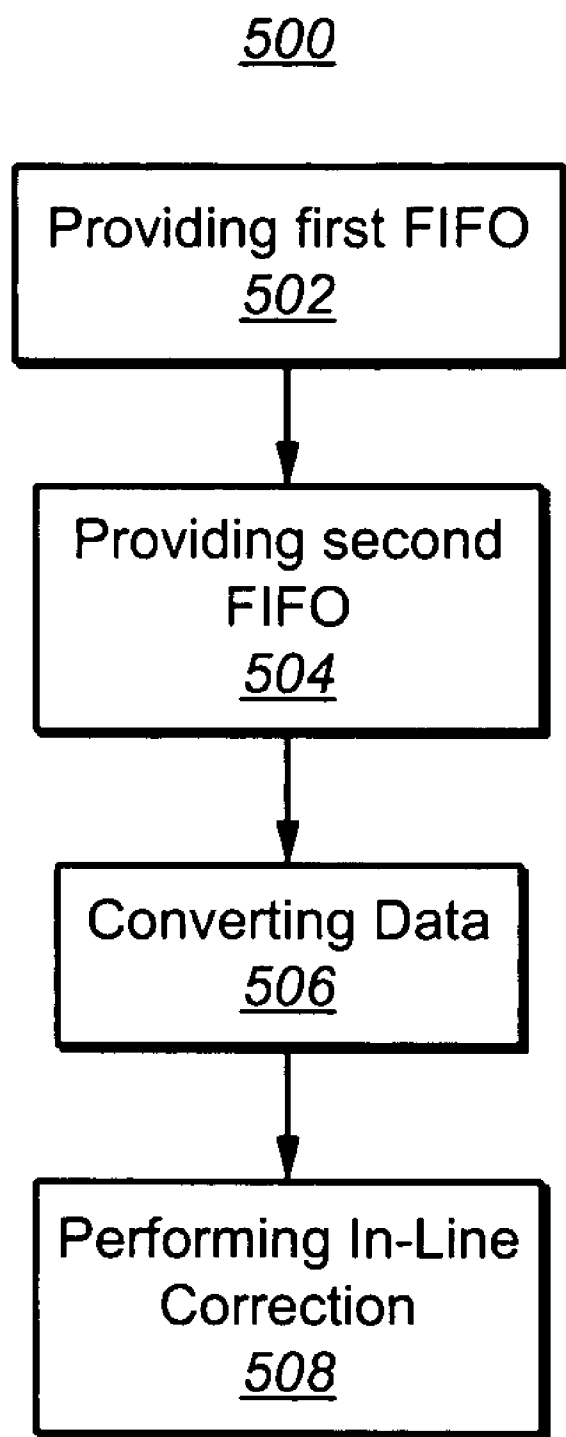 500
Providing first FIFO
502
Providing second
FIFO
504
Converting Data
506
Performing In-Line
Correction
508